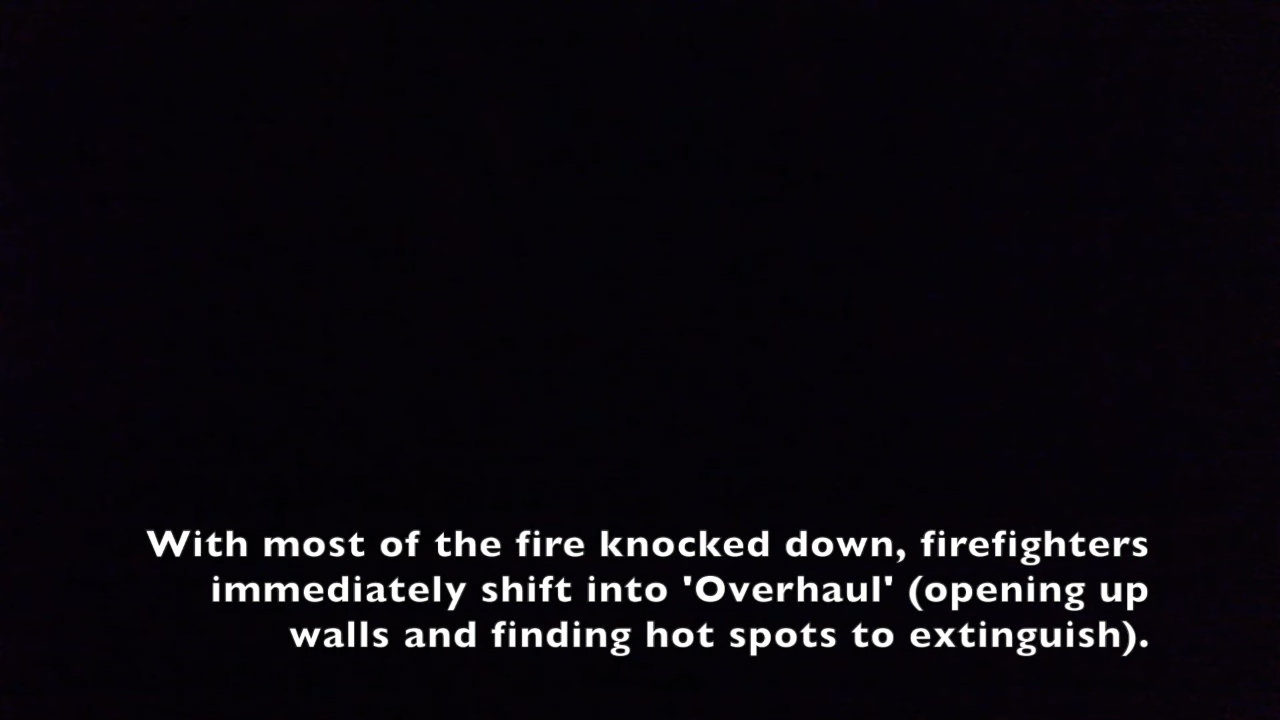 With most of the fire knocked down, firefighters
immediately shift into 'Overhaul' (opening up
walls and finding hot spots to extinguish).